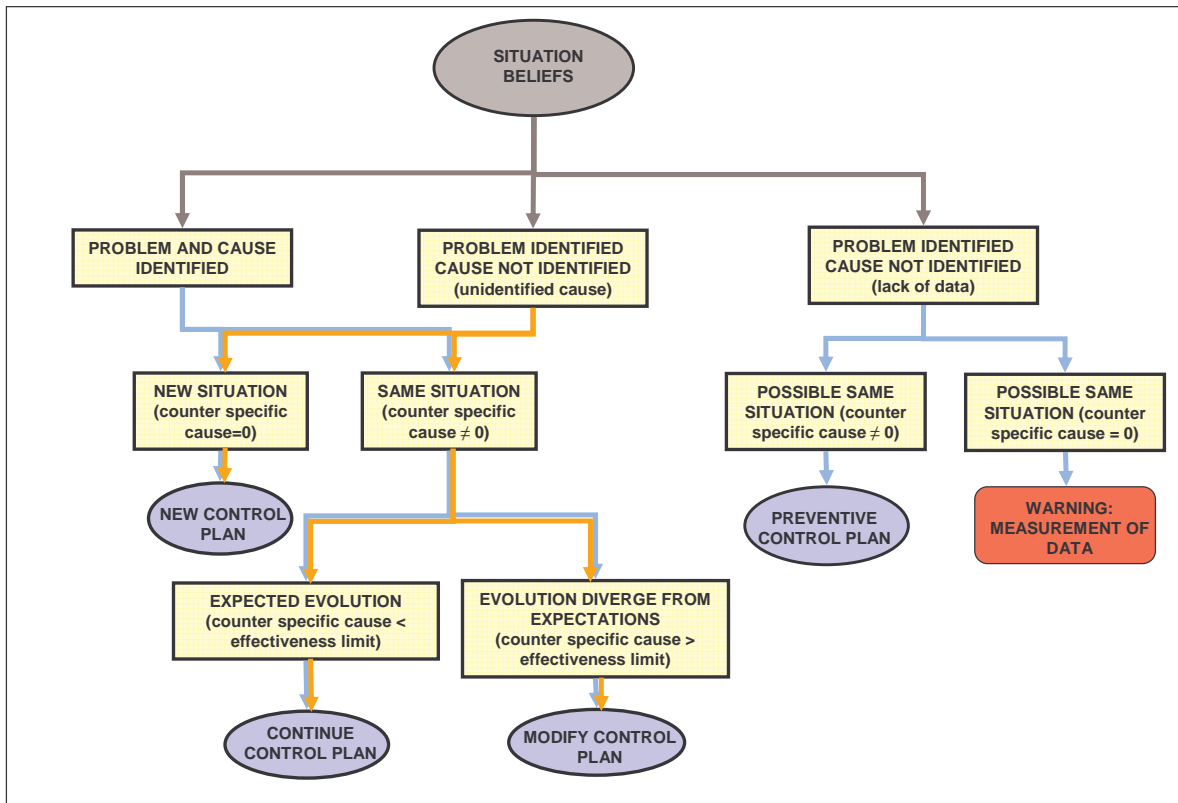 SITUATION
BELIEFS
PROBLEM AND CAUSE
IDENTIFIED
PROBLEM IDENTIFIED
CAUSE NOT IDENTIFIED
(unidentified cause)
PROBLEM IDENTIFIED
CAUSE NOT IDENTIFIED
(lack of data)
NEW SITUATION
(counter specific
cause=0)
SAME SITUATION
(counter specific
cause ≠ 0)
POSSIBLE SAME
SITUATION (counter
specific cause ≠ 0)
POSSIBLE SAME
SITUATION (counter
specific cause = 0)
NEW CONTROL
PLAN
PREVENTIVE
CONTROL PLAN
WARNING:
MEASUREMENT OF
DATA
EXPECTED EVOLUTION
(counter specific cause <
effectiveness limit)
EVOLUTION DIVERGE FROM
EXPECTATIONS
(counter specific cause >
effectiveness limit)
CONTINUE
CONTROL PLAN
MODIFY CONTROL
PLAN